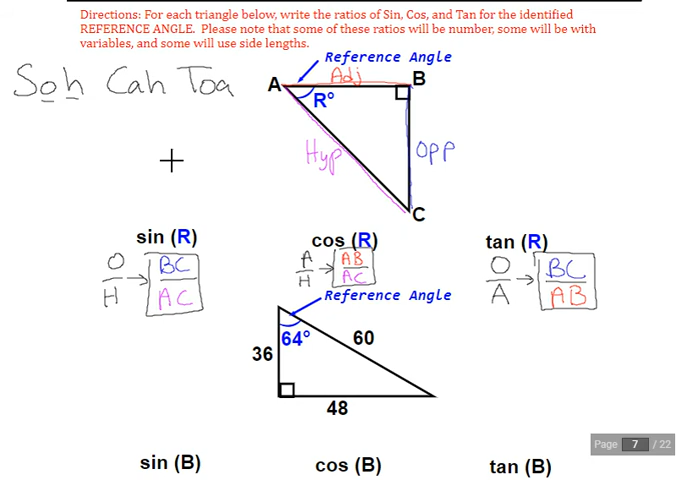 Directions: For each triangle below, write the ratios of Sin, Cos, and Tan for the identified
REFERENCE ANGLE. Please note that some of these ratios will be number, some will be with
variables, and some will use side lengths.
Reference Angle
Soh Cah Toa
Adj
A
B
R°
Hyp
OPP
C
sin (R)
cos (R)
tan (R)
O/H → BC/AC
A/H → AB/AC
O/A → BC/AB
Reference Angle
64°
36
60
48
Page 7 / 22
sin (B)
cos (B)
tan (B)